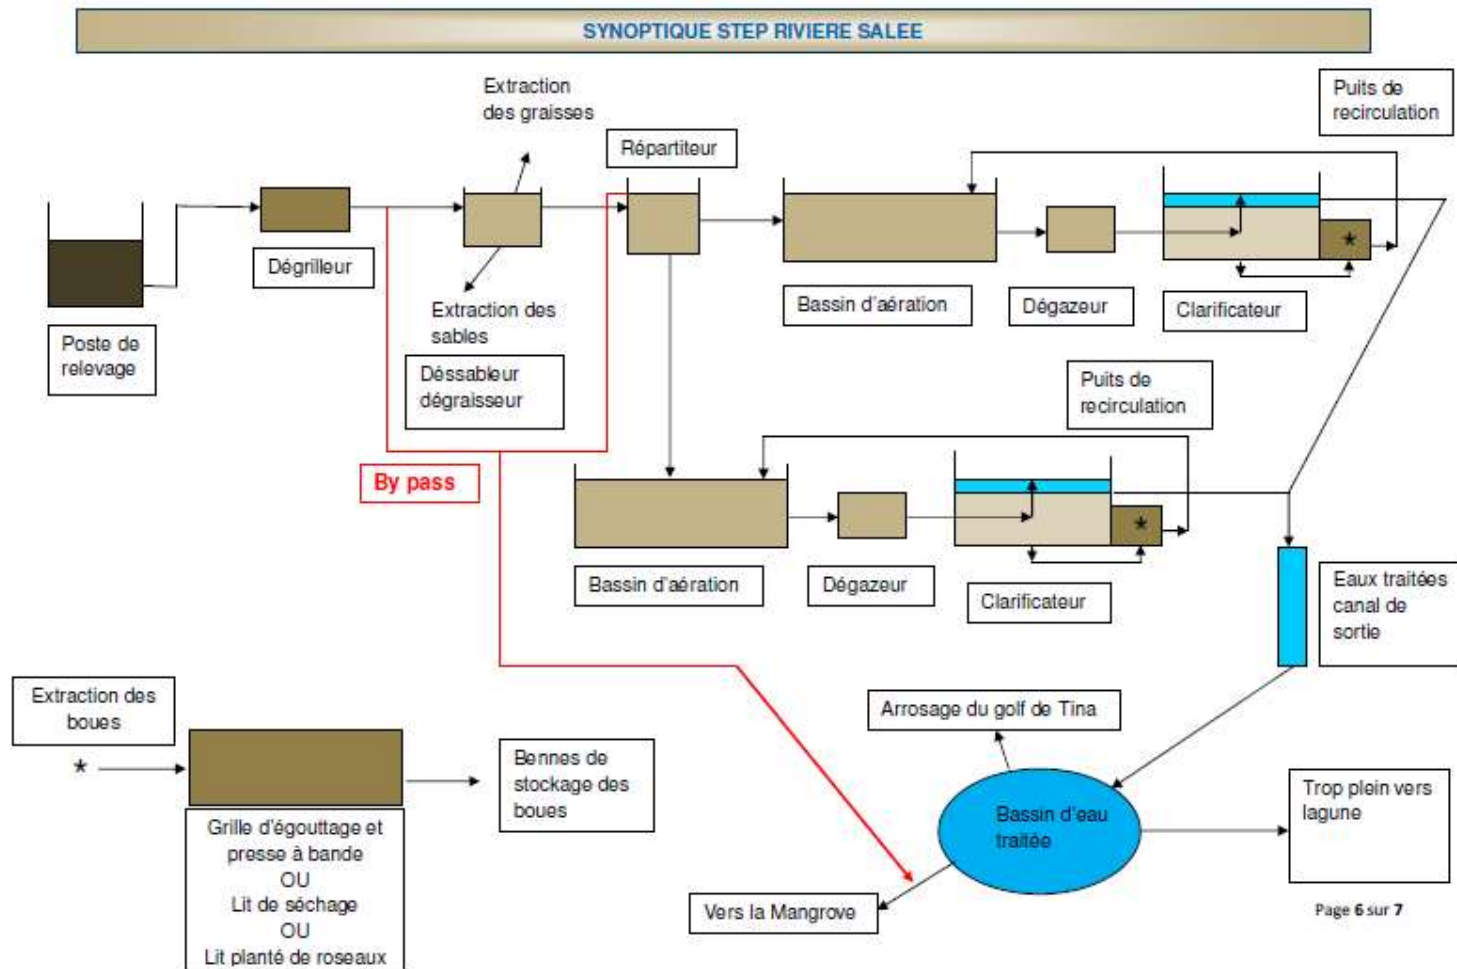 SYNOPTIQUE STEP RIVIERE SALEE
Extraction
des graisses
Puits de
recirculation
Répartiteur
Dégrilleur
Extraction des
sables
Bassin d'aération
Dégazeur
Clarificateur
Poste de
relevage
Déssableur
dégraisseur
Puits de
recirculation
By pass
*
*
Bassin d'aération
Dégazeur
Clarificateur
Eaux traitées
canal de
sortie
Extraction des
boues
*
Arrosage du golf de Tina
Bennes de
stockage des
boues
Bassin d'eau
traitée
Trop plein vers
lagune
Grille d'égouttage et
presse à bande
OU
Lit de séchage
OU
Lit planté de roseaux
Vers la Mangrove
Page 6 sur 7